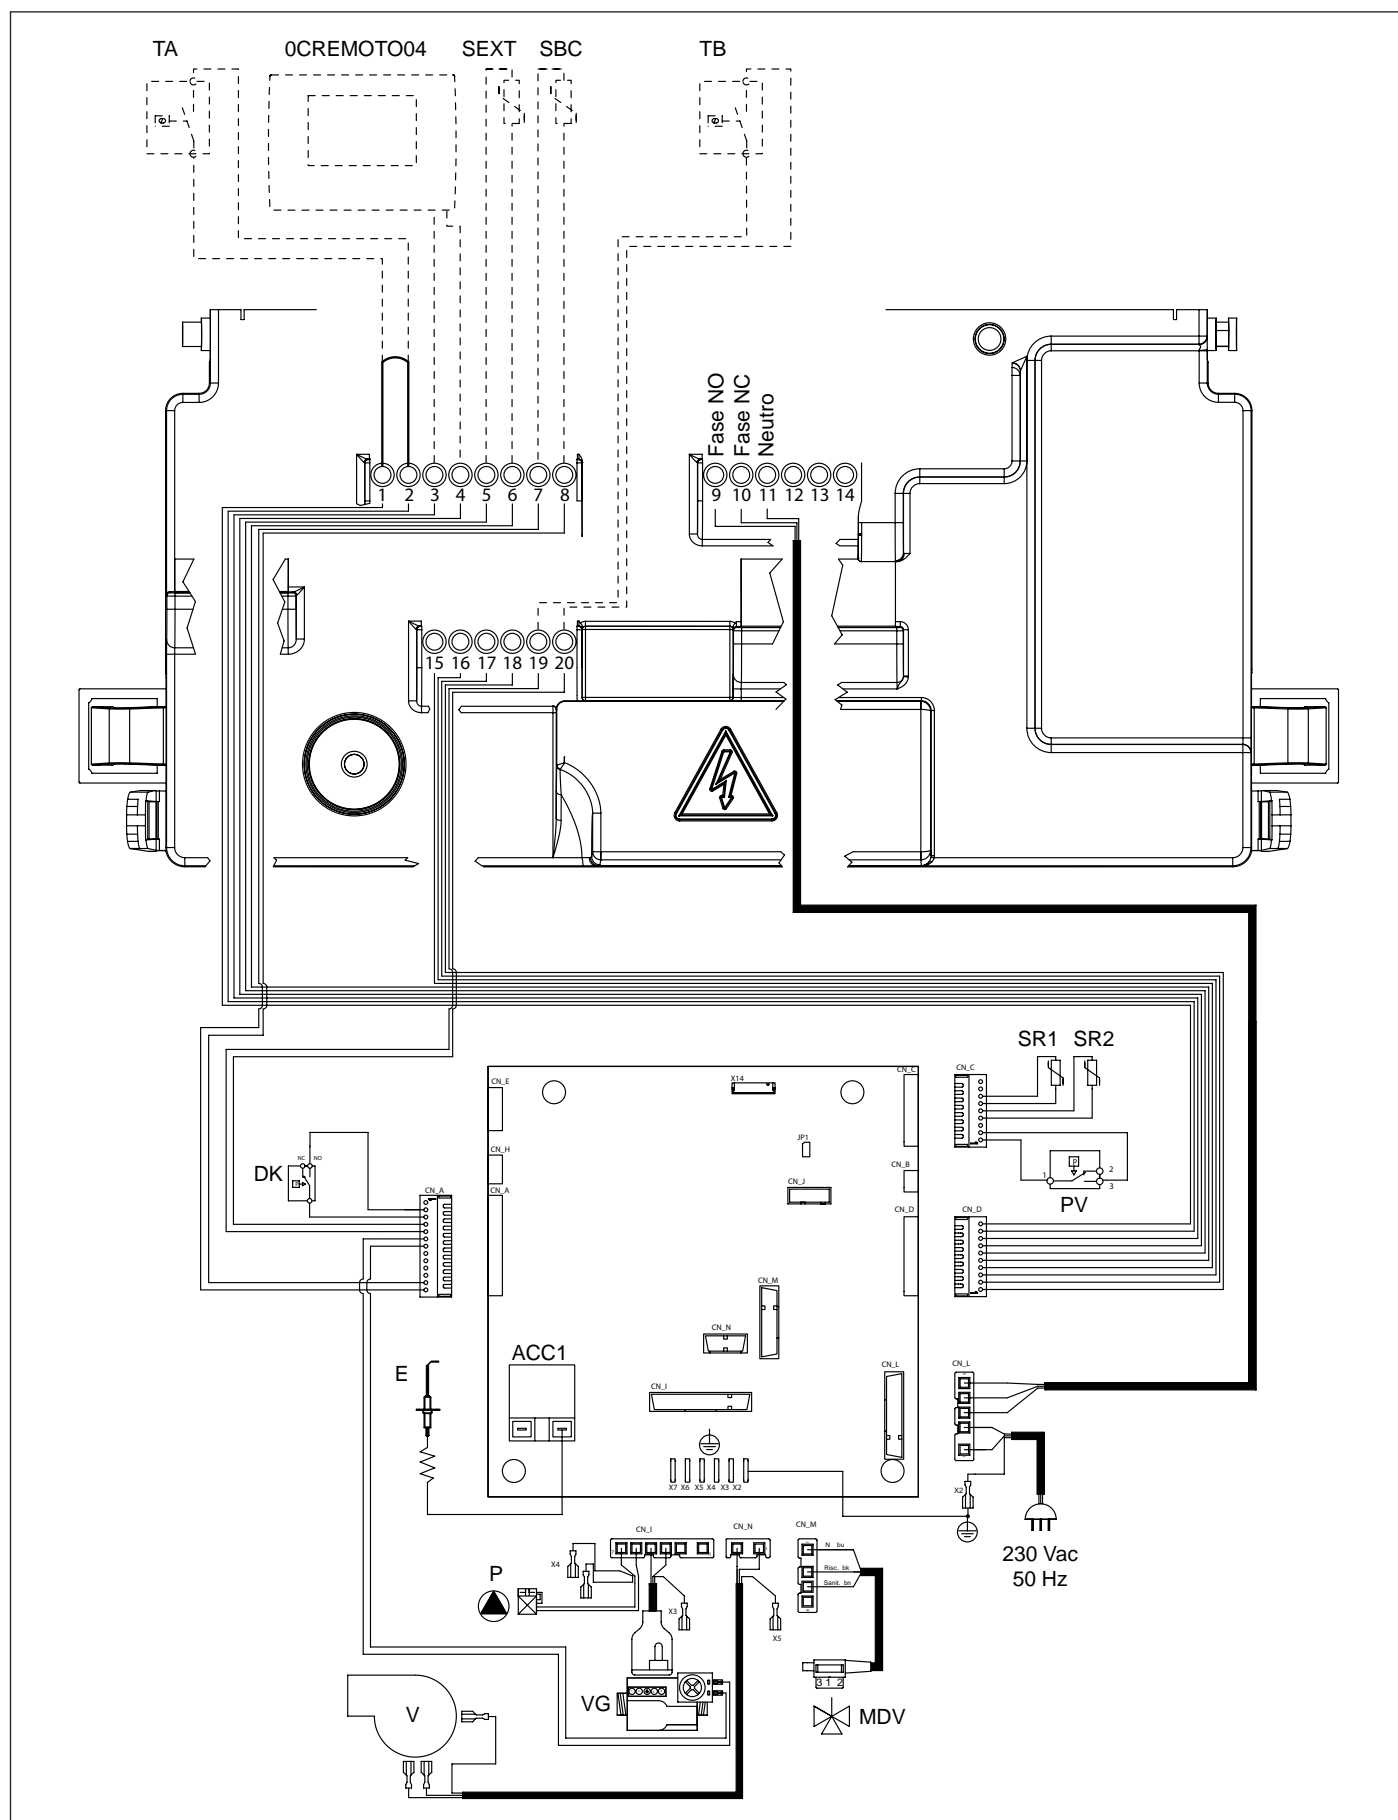 TA 0CREMOTO04 SEXT SBC TB
Fase NO
Fase NC
Neutro
1 2 3 4 5 6 7 8
9 10 11 12 13 14
15 16 17 18 19 20
SR1 SR2
CN_E
X14
CN_C
CN_C
JP1
CN_H
CN_B
DK
NC NO
P
CN_A
CN_A
CN_J
CN_D
CN_D
P
1
2
3
PV
CN_M
CN_N
ACC1
E
CN_I
CN_L
CN_L
X7 X6 X5 X4 X3 X2
X2
230 Vac
50 Hz
CN_I
CN_N
CN_M
N bu
Risc. bk
Sanit. bn
X4
X3
X5
P
3 1 2
VG
MDV
V